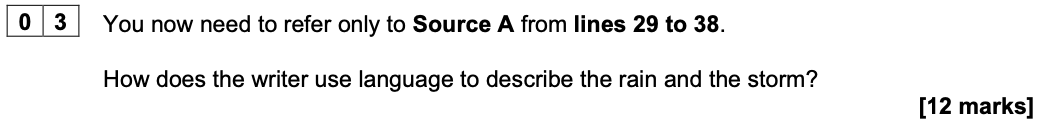 0 3 You now need to refer only to Source A from lines 29 to 38.
How does the writer use language to describe the rain and the storm?
[12 marks]